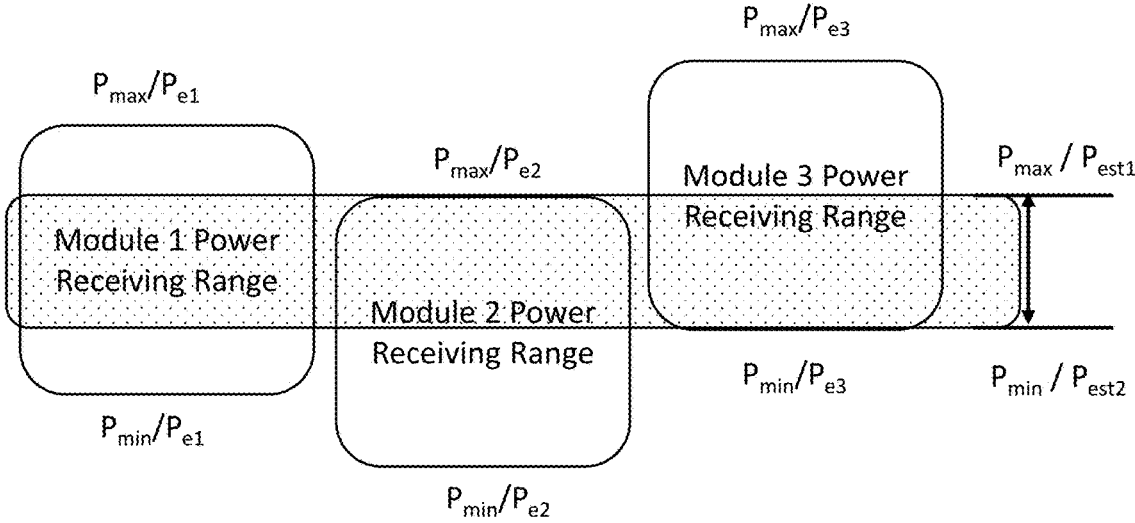 Pmax/Pe3
Pmax/Pe1
Pmax/Pe2
Pmax / Pest1
Module 3 Power
Receiving Range
Module 1 Power
Receiving Range
Module 2 Power
Receiving Range
Pmin/Pe3
Pmin / Pest2
Pmin/Pe1
Pmin/Pe2